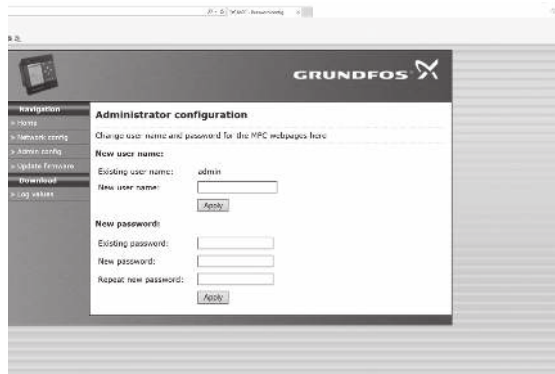 GRUNDFOS
Navigation
> Home
> Network config
> Admin config
> Update firmware
Download
> Log values
Administrator configuration
Change user name and password for the MPC webpages here
New user name:
Existing user name: admin
New user name:
Apply
New password:
Existing password:
New password:
Repeat new password:
Apply